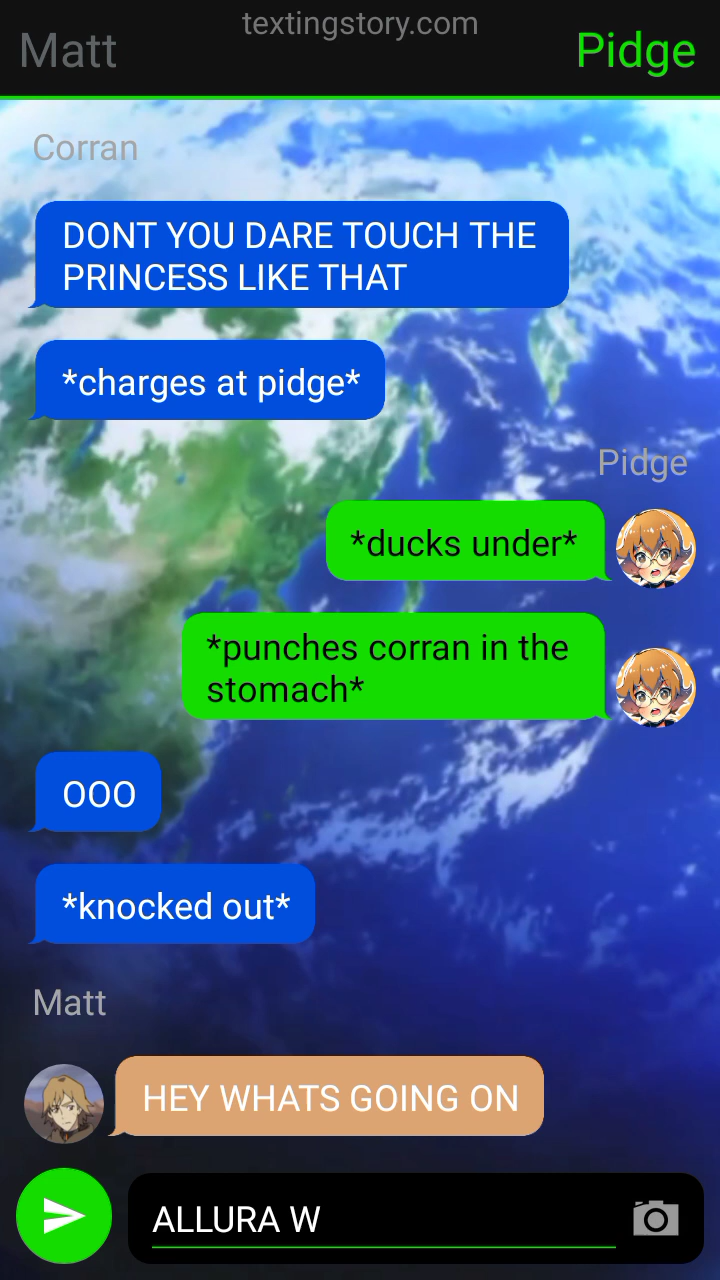 textingstory.com
Matt
Pidge
Corran
DONT YOU DARE TOUCH THE
PRINCESS LIKE THAT
*charges at pidge*
Pidge
*ducks under*
*punches corran in the
stomach*
OOO
*knocked out*
Matt
HEY WHATS GOING ON
ALLURA W